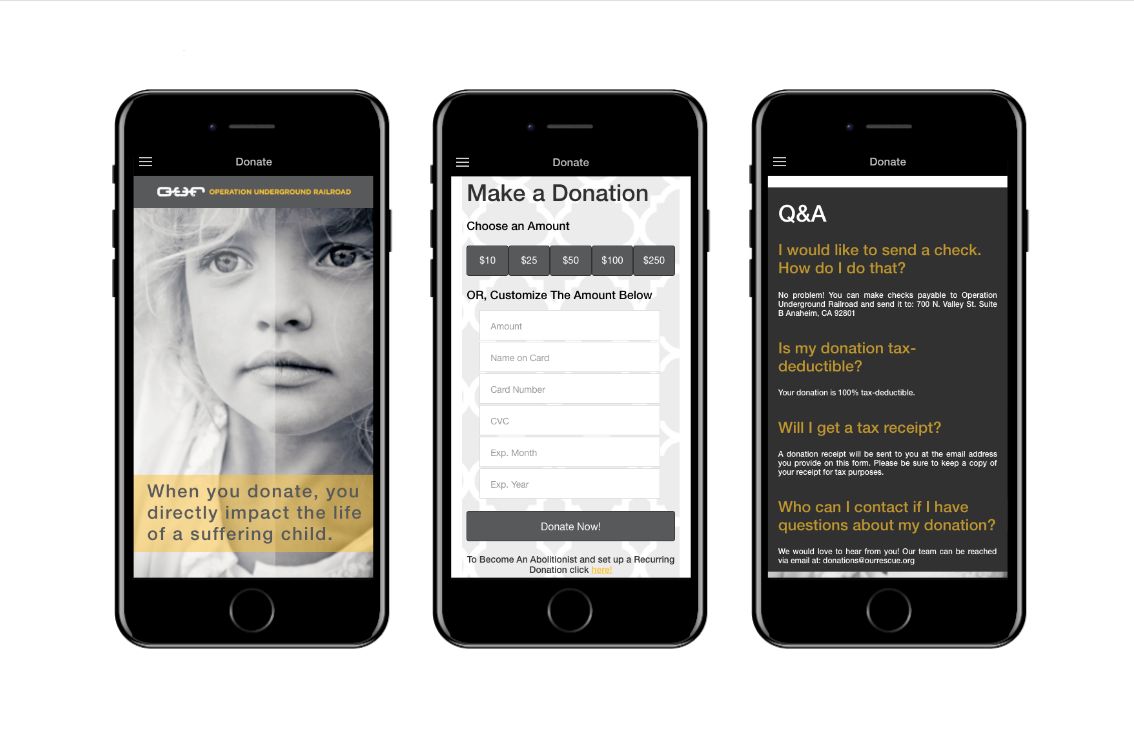 Donate
OUR OPERATION UNDERGROUND RAILROAD
When you donate, you
directly impact the life
of a suffering child.
Donate
Make a Donation
Choose an Amount
$10 $25 $50 $100 $250
OR, Customize The Amount Below
Amount
Name on Card
Card Number
CVC
Exp. Month
Exp. Year
Donate Now!
To Become An Abolitionist and set up a Recurring
Donation click here!
Donate
Q&A
I would like to send a check.
How do I do that?
No problem! You can make checks payable to Operation
Underground Railroad and send it to: 700 N. Valley St. Suite
B Anaheim, CA 92801
Is my donation tax-
deductible?
Your donation is 100% tax-deductible.
Will I get a tax receipt?
A donation receipt will be sent to you at the email address
you provide on this form. Please be sure to keep a copy of
your receipt for tax purposes.
Who can I contact if I have
questions about my donation?
We would love to hear from you! Our team can be reached
via email at: donations@ourrescue.org